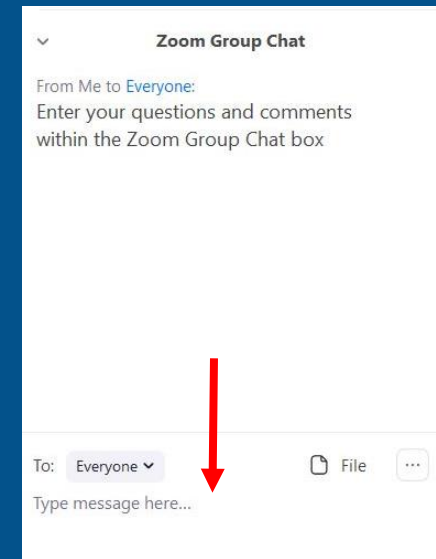 Zoom Group Chat
From Me to Everyone:
Enter your questions and comments
within the Zoom Group Chat box
To: Everyone File ...
Type message here...